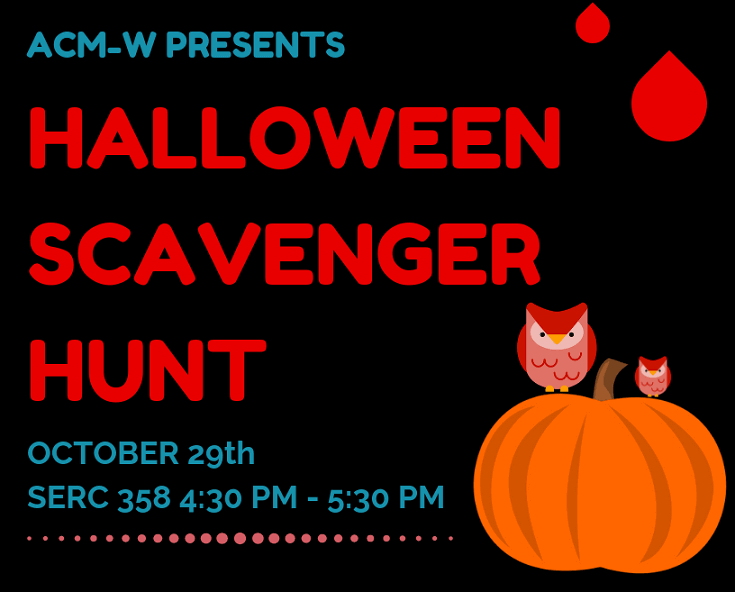 ACM-W PRESENTS
HALLOWEEN
SCAVENGER
HUNT
OCTOBER 29th
SERC 358 4:30 PM - 5:30 PM